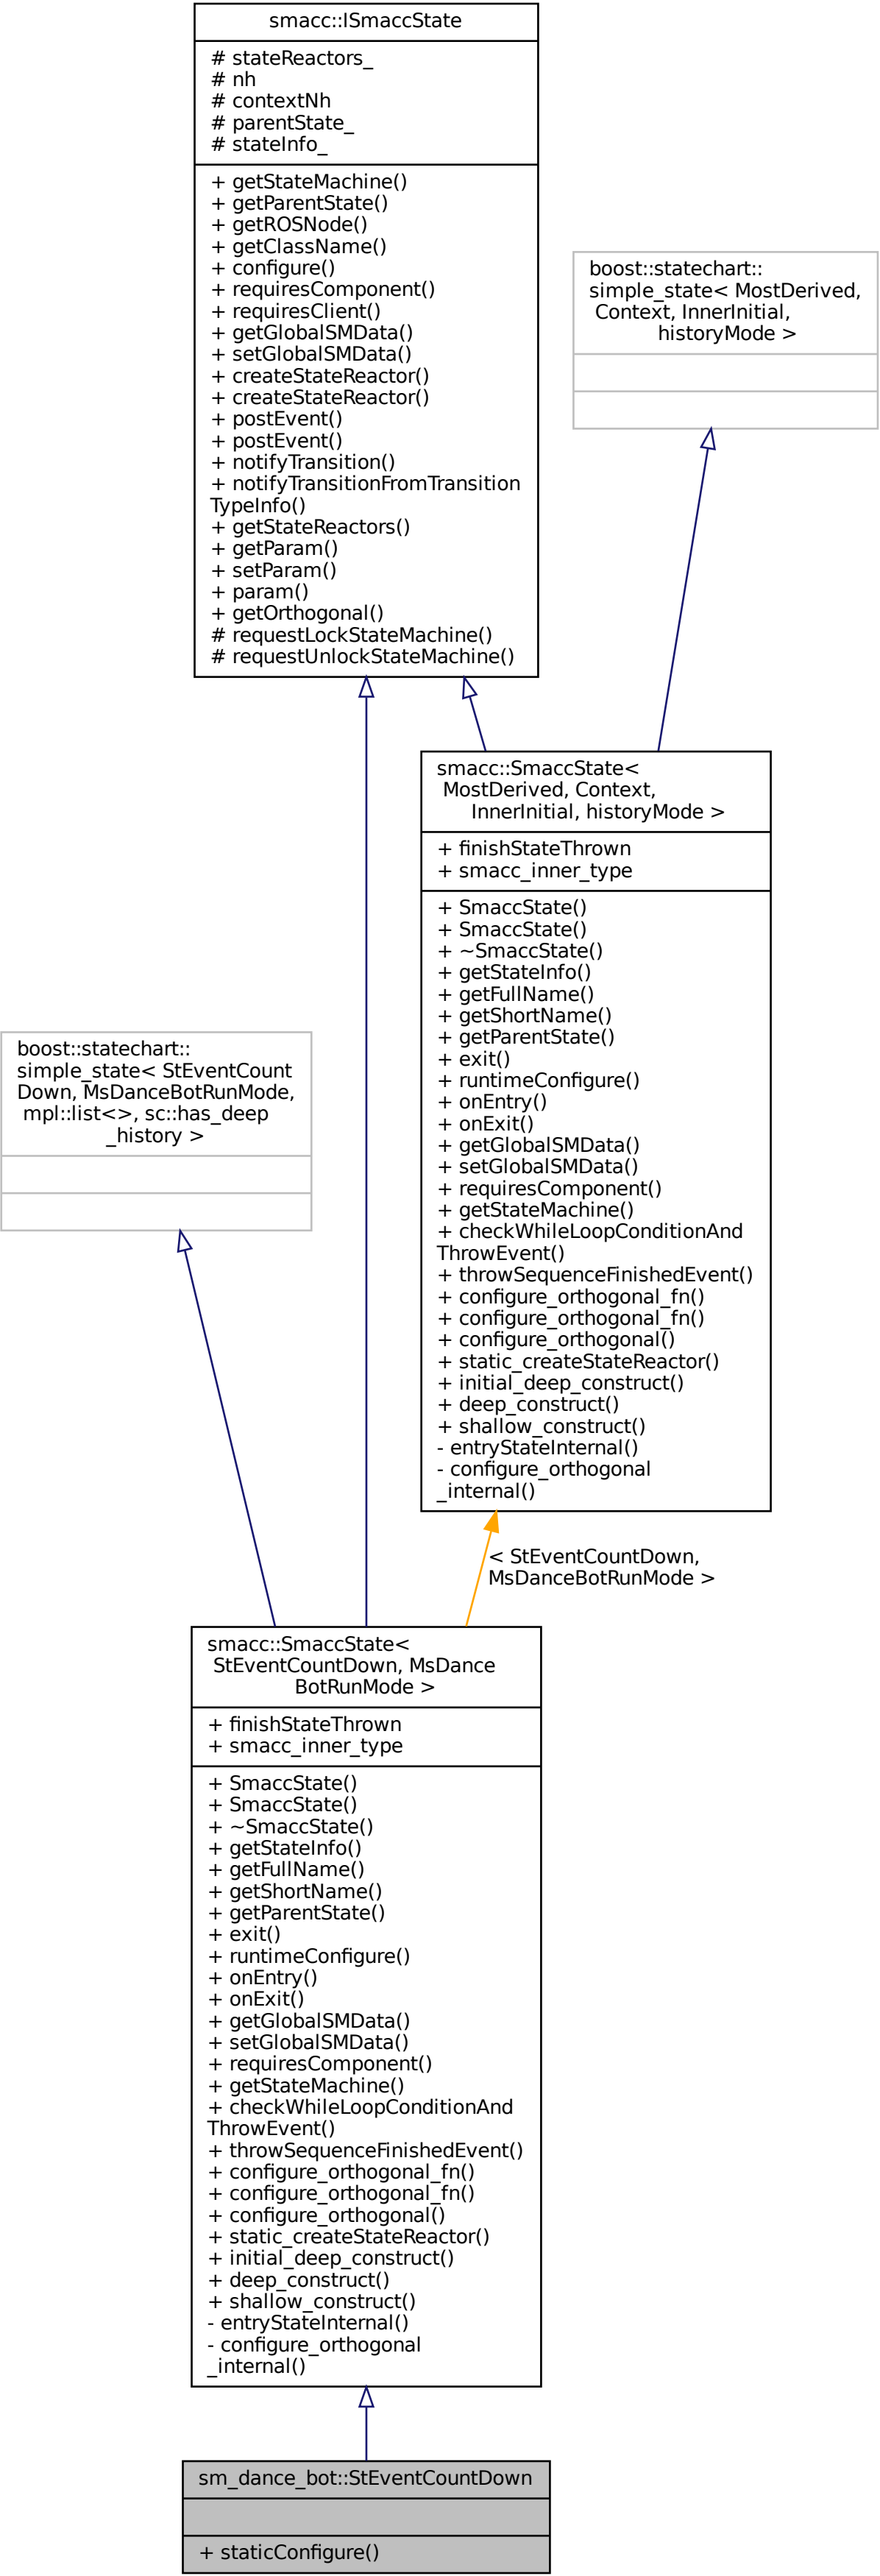 smacc::ISmaccState
# stateReactors_
# nh
# contextNh
# parentState_
# stateInfo_
+ getStateMachine()
+ getParentState()
+ getROSNode()
+ getClassName()
+ configure()
+ requiresComponent()
+ requiresClient()
+ getGlobalSMData()
+ setGlobalSMData()
+ createStateReactor()
+ createStateReactor()
+ postEvent()
+ postEvent()
+ notifyTransition()
+ notifyTransitionFromTransition
TypeInfo()
+ getStateReactors()
+ getParam()
+ setParam()
+ param()
+ getOrthogonal()
# requestLockStateMachine()
# requestUnlockStateMachine()
boost::statechart::
simple_state< MostDerived,
Context, InnerInitial,
historyMode >
smacc::SmaccState<
MostDerived, Context,
InnerInitial, historyMode >
+ finishStateThrown
+ smacc_inner_type
+ SmaccState()
+ SmaccState()
+ ~SmaccState()
+ getStateInfo()
+ getFullName()
+ getShortName()
+ getParentState()
+ exit()
+ runtimeConfigure()
+ onEntry()
+ onExit()
+ getGlobalSMData()
+ setGlobalSMData()
+ requiresComponent()
+ getStateMachine()
+ checkWhileLoopConditionAnd
ThrowEvent()
+ throwSequenceFinishedEvent()
+ configure_orthogonal_fn()
+ configure_orthogonal_fn()
+ configure_orthogonal()
+ static_createStateReactor()
+ initial_deep_construct()
+ deep_construct()
+ shallow_construct()
- entryStateInternal()
- configure_orthogonal
_internal()
boost::statechart::
simple_state< StEventCount
Down, MsDanceBotRunMode,
mpl::list<>, sc::has_deep
_history >
< StEventCountDown,
MsDanceBotRunMode >
smacc::SmaccState<
StEventCountDown, MsDance
BotRunMode >
+ finishStateThrown
+ smacc_inner_type
+ SmaccState()
+ SmaccState()
+ ~SmaccState()
+ getStateInfo()
+ getFullName()
+ getShortName()
+ getParentState()
+ exit()
+ runtimeConfigure()
+ onEntry()
+ onExit()
+ getGlobalSMData()
+ setGlobalSMData()
+ requiresComponent()
+ getStateMachine()
+ checkWhileLoopConditionAnd
ThrowEvent()
+ throwSequenceFinishedEvent()
+ configure_orthogonal_fn()
+ configure_orthogonal_fn()
+ configure_orthogonal()
+ static_createStateReactor()
+ initial_deep_construct()
+ deep_construct()
+ shallow_construct()
- entryStateInternal()
- configure_orthogonal
_internal()
sm_dance_bot::StEventCountDown
+ staticConfigure()